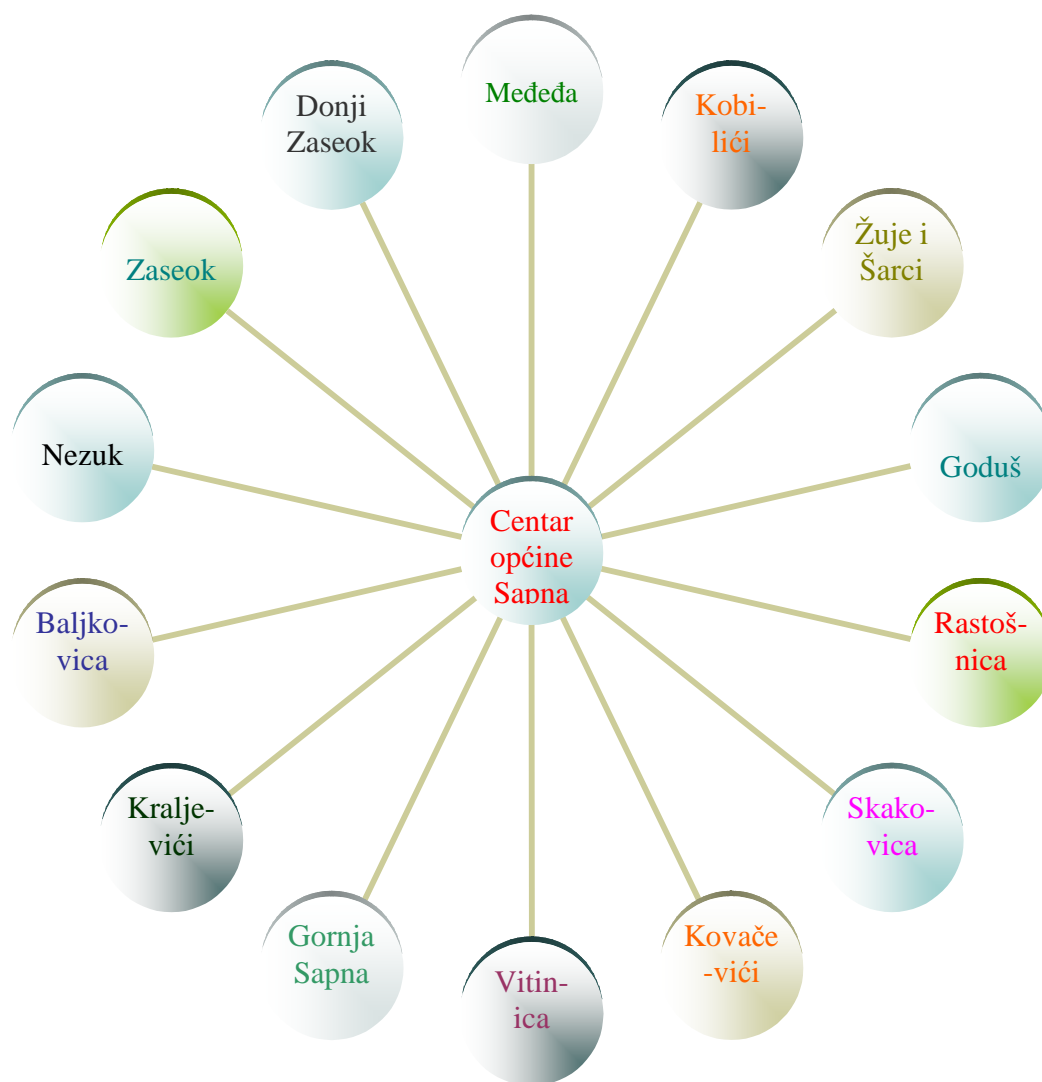 Međeđa
Kobi-
lići
Žuje i
Šarci
Goduš
Rastoš-
nica
Skako-
vica
Kovače
-vići
Vitin-
ica
Gornja
Sapna
Kralje-
vići
Baljko-
vica
Nezuk
Zaseok
Donji
Zaseok
Centar
općine
Sapna